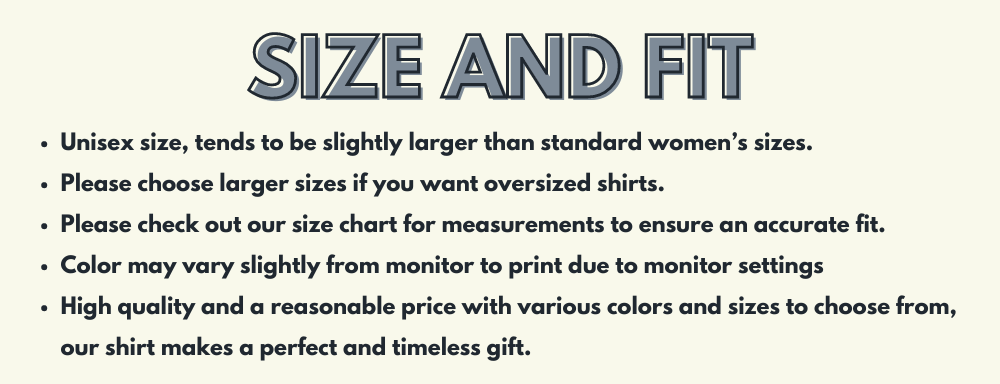 SIZE AND FIT
• Unisex size, tends to be slightly larger than standard women’s sizes.
• Please choose larger sizes if you want oversized shirts.
• Please check out our size chart for measurements to ensure an accurate fit.
• Color may vary slightly from monitor to print due to monitor settings
• High quality and a reasonable price with various colors and sizes to choose from,
our shirt makes a perfect and timeless gift.